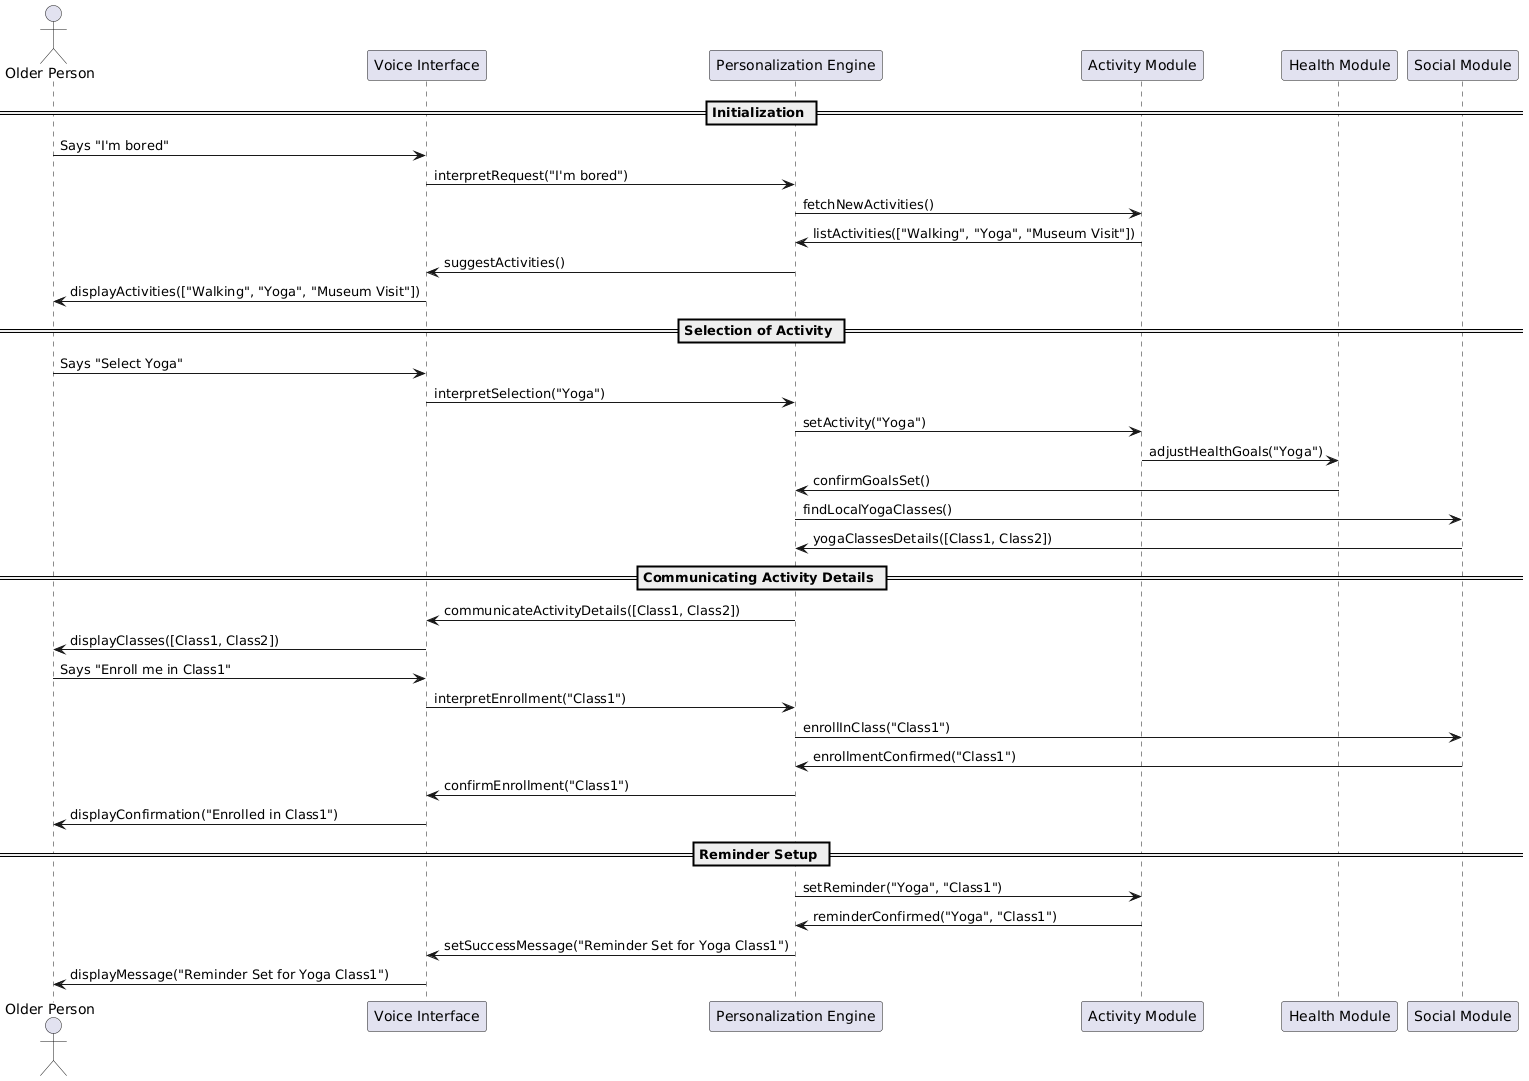 Older Person
Voice Interface
Personalization Engine
Activity Module
Health Module
Social Module
Initialization
Says "I'm bored"
interpretRequest("I'm bored")
fetchNewActivities()
listActivities(["Walking", "Yoga", "Museum Visit"])
suggestActivities()
displayActivities(["Walking", "Yoga", "Museum Visit"])
Selection of Activity
Says "Select Yoga"
interpretSelection("Yoga")
setActivity("Yoga")
adjustHealthGoals("Yoga")
confirmGoalsSet()
findLocalYogaClasses()
yogaClassesDetails([Class1, Class2])
Communicating Activity Details
communicateActivityDetails([Class1, Class2])
displayClasses([Class1, Class2])
Says "Enroll me in Class1"
interpretEnrollment("Class1")
enrollInClass("Class1")
enrollmentConfirmed("Class1")
confirmEnrollment("Class1")
displayConfirmation("Enrolled in Class1")
Reminder Setup
setReminder("Yoga", "Class1")
reminderConfirmed("Yoga", "Class1")
setSuccessMessage("Reminder Set for Yoga Class1")
displayMessage("Reminder Set for Yoga Class1")
Older Person
Voice Interface
Personalization Engine
Activity Module
Health Module
Social Module